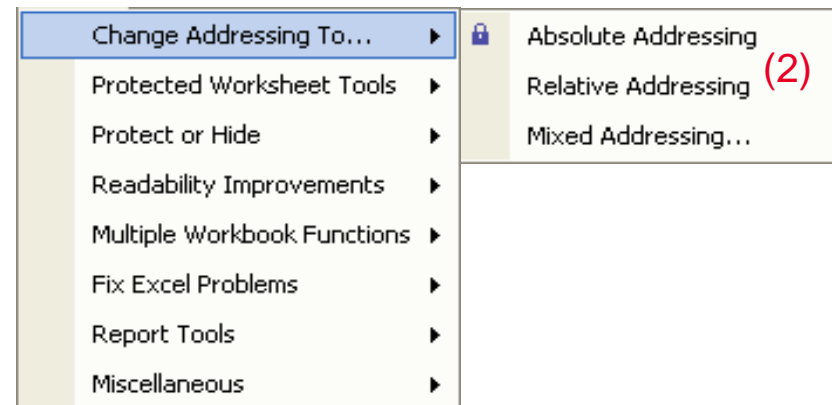 Change Addressing To...
Protected Worksheet Tools
Protect or Hide
Readability Improvements
Multiple Workbook Functions
Fix Excel Problems
Report Tools
Miscellaneous
Absolute Addressing
Relative Addressing
(2)
Mixed Addressing...